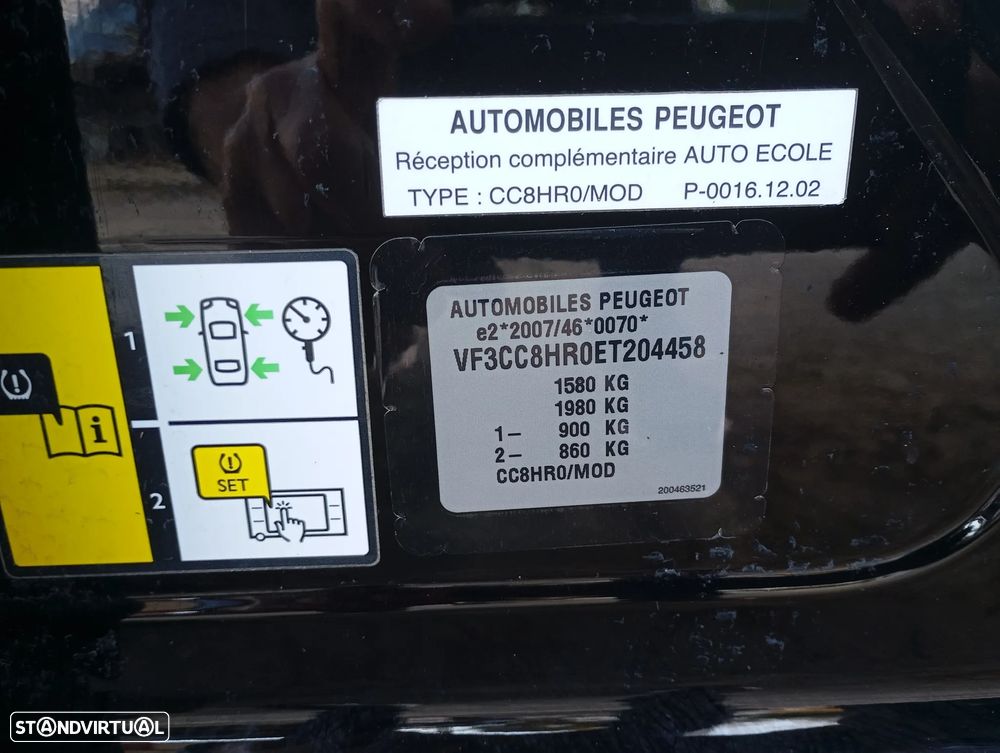 AUTOMOBILES PEUGEOT
Réception complémentaire AUTO ECOLE
TYPE : CC8HR0/MOD P-0016.12.02
AUTOMOBILES PEUGEOT
e2*2007/46*0070*
VF3CC8HR0ET204458
1580 KG
1980 KG
1– 900 KG
2– 860 KG
CC8HR0/MOD
200463521
1
i
2
SET
STANDVIRTUAL